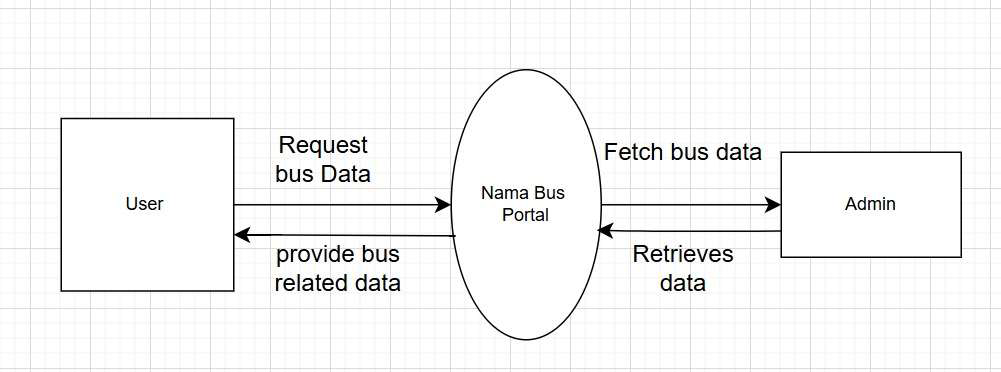 Request
bus Data
Fetch bus data
User
Nama Bus
Portal
Admin
provide bus
related data
Retrieves
data